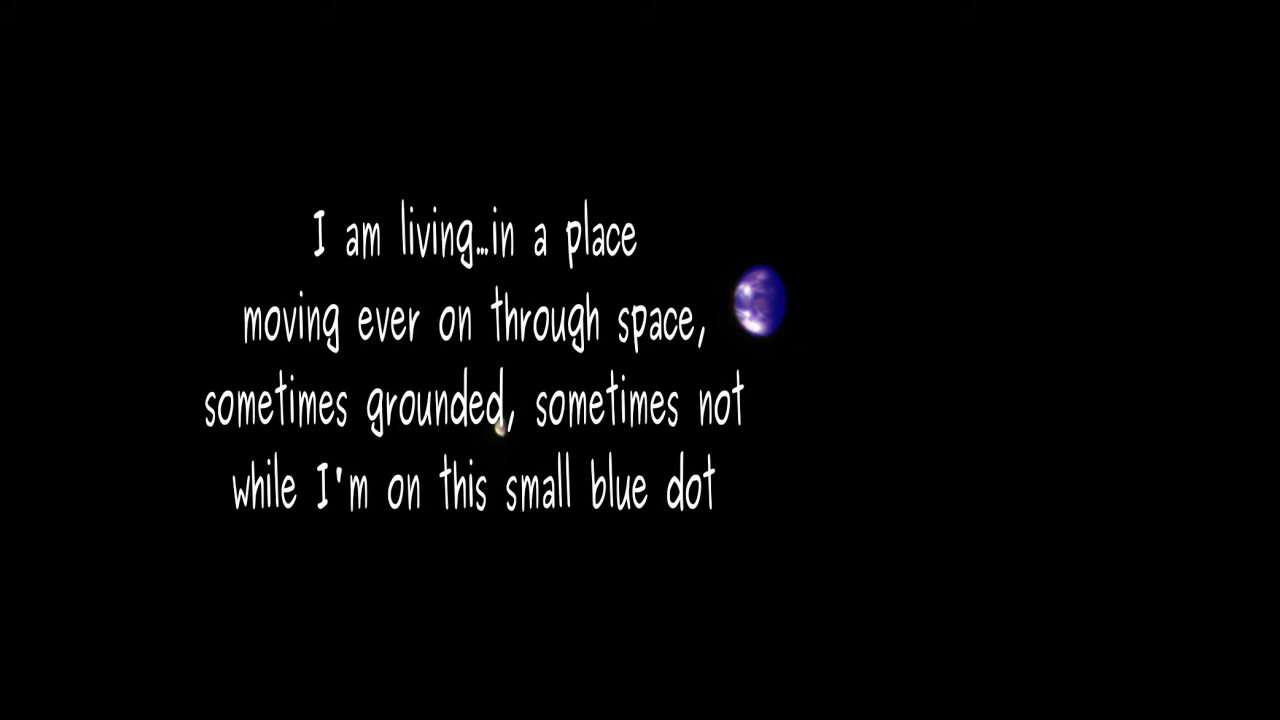 I am living...in a place
moving ever on through space,
sometimes grounded, sometimes not
while I'm on this small blue dot